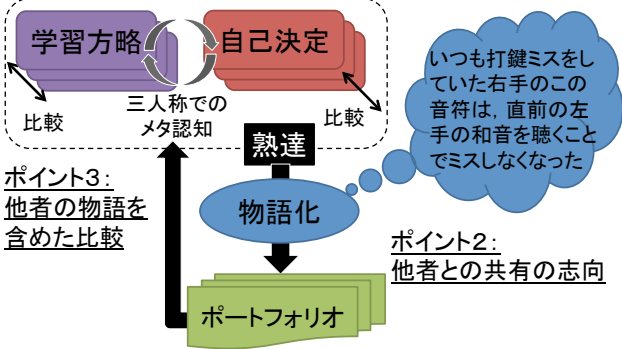 学習方略
自己決定
三人称での
メタ認知
比較
比較
いつも打鍵ミスをし
ていた右手のこの
音符は，直前の左
手の和音を聴くこと
でミスしなくなった
熟達
ポイント3：
他者の物語を
含めた比較
物語化
ポイント2：
他者との共有の志向
ポートフォリオ